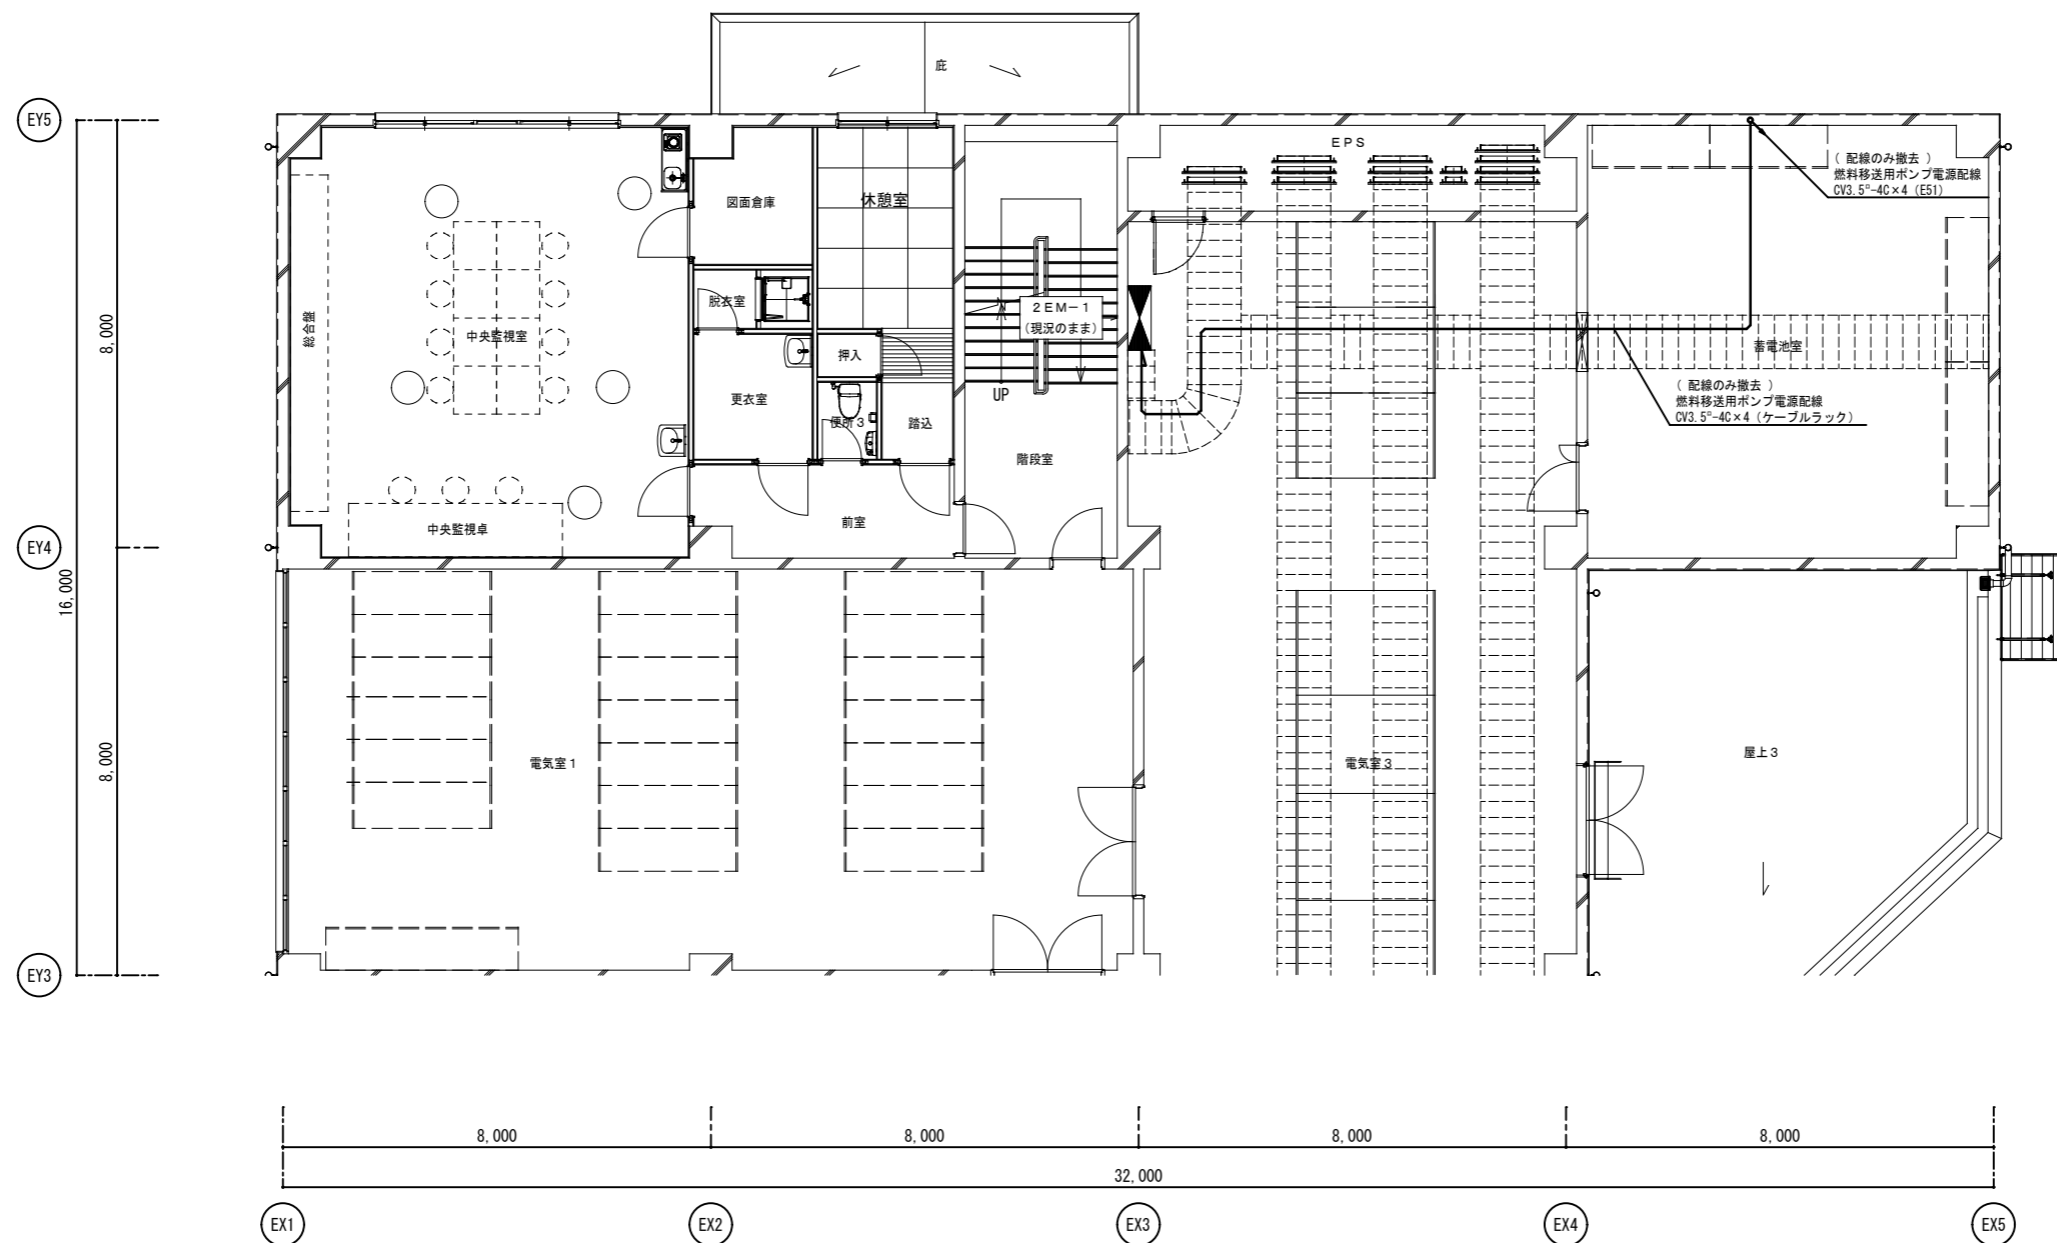 庇
EY5
EPS
( 配線のみ撤去 )
燃料移送用ポンプ電源配線
CV3.5°-4C×4 (E51)
図面倉庫
休憩室
脱衣室
2EM-1
(現況のまま)
8,000
総合盤
中央監視室
押入
蓄電池室
( 配線のみ撤去 )
燃料移送用ポンプ電源配線
CV3.5°-4C×4 (ケーブルラック)
UP
更衣室
便所3
踏込
階段室
中央監視卓
前室
EY4
16,000
8,000
電気室1
電気室3
屋上3
EY3
8,000
8,000
8,000
8,000
32,000
EX1
EX2
EX3
EX4
EX5